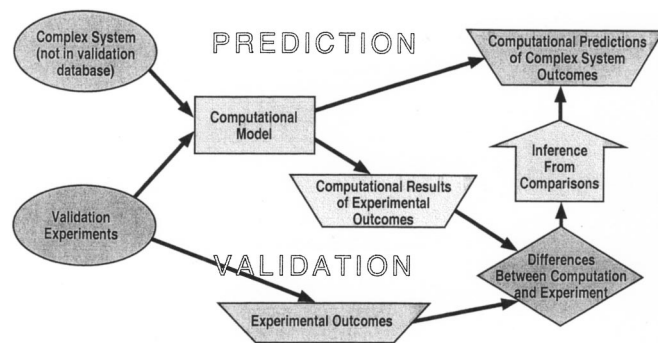 Complex System
(not in validation
database)
PREDICTION
Computational Predictions
of Complex System
Outcomes
Computational
Model
Inference
From
Comparisons
Computational Results
of Experimental
Outcomes
Validation
Experiments
VALIDATION
Differences
Between Computation
and Experiment
Experimental Outcomes